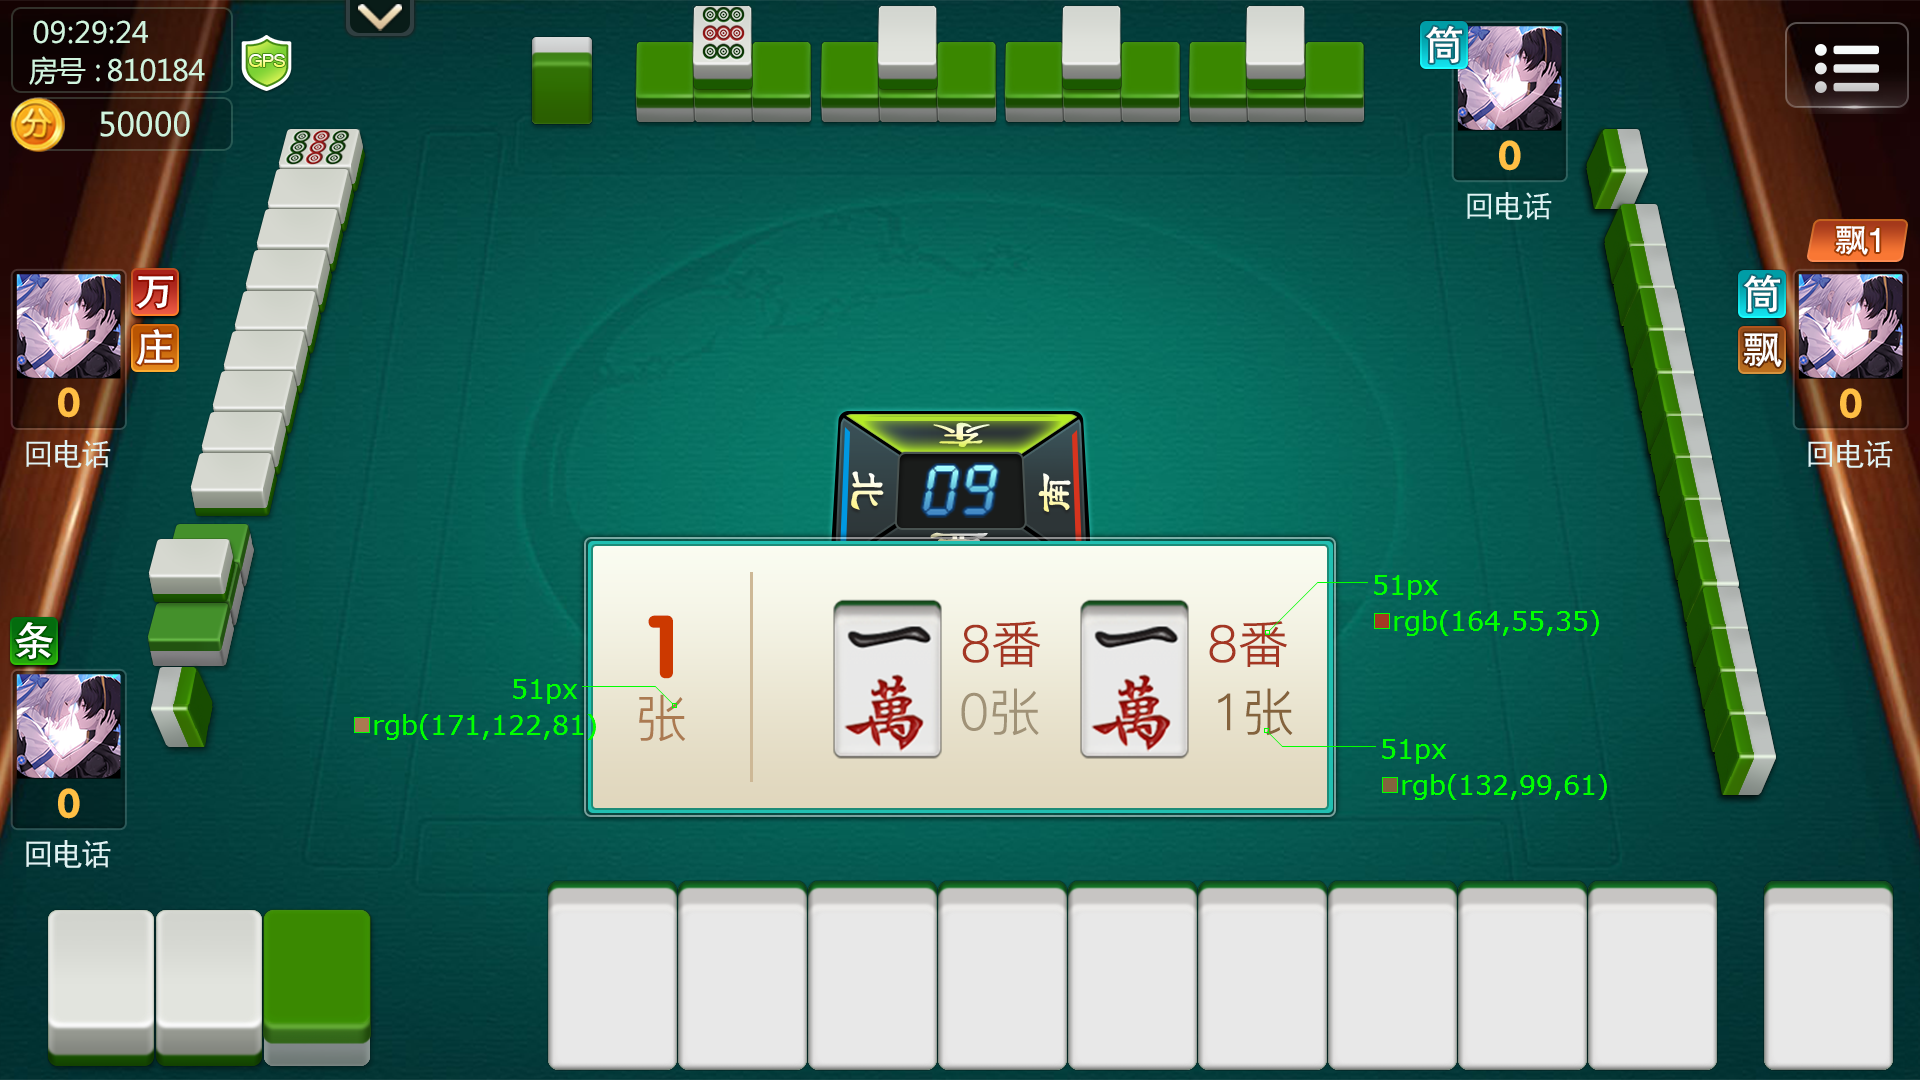 09:29:24
房号 : 810184
GPS
分 50000
筒
0
回电话
万
庄
0
回电话
飘1
筒
飘
0
回电话
东
北 09 南
1
张
一
萬
8番
0张
一
萬
8番
1张
51px
rgb(164,55,35)
51px
rgb(171,122,81)
51px
rgb(132,99,61)
条
0
回电话